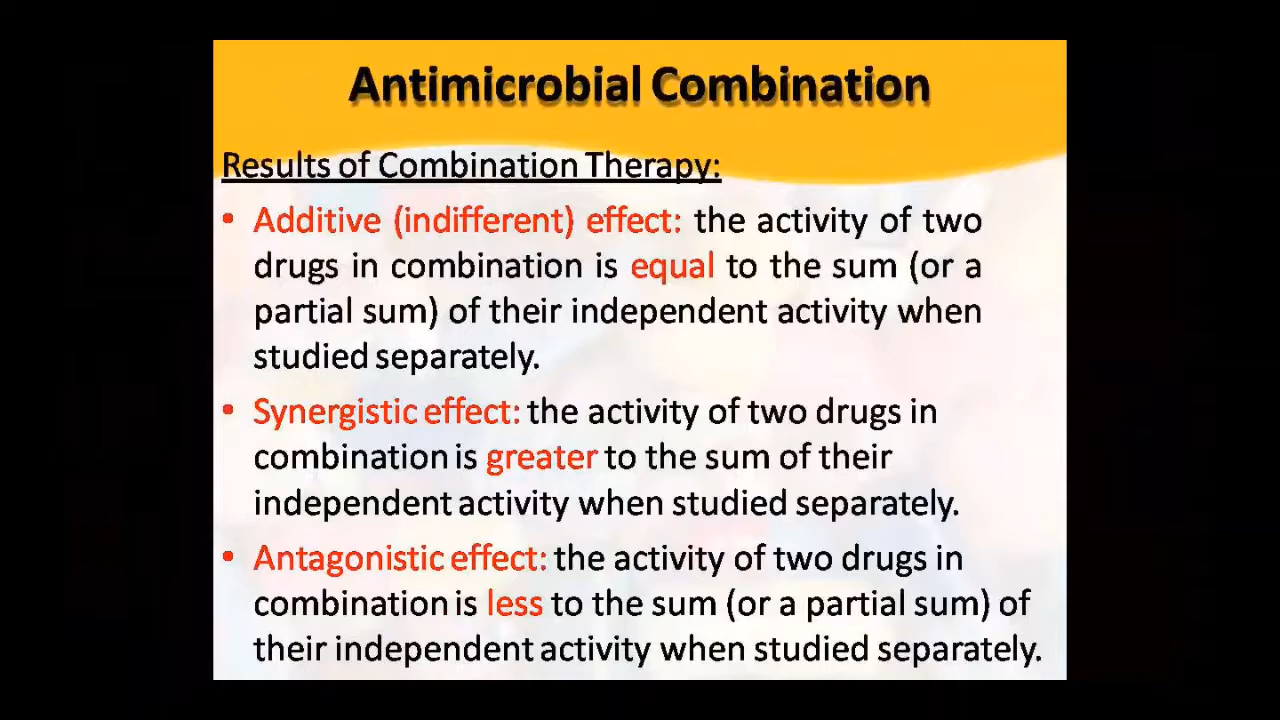 Antimicrobial Combination
Results of Combination Therapy:
• Additive (indifferent) effect: the activity of two
drugs in combination is equal to the sum (or a
partial sum) of their independent activity when
studied separately.
• Synergistic effect: the activity of two drugs in
combination is greater to the sum of their
independent activity when studied separately.
• Antagonistic effect: the activity of two drugs in
combination is less to the sum (or a partial sum) of
their independent activity when studied separately.